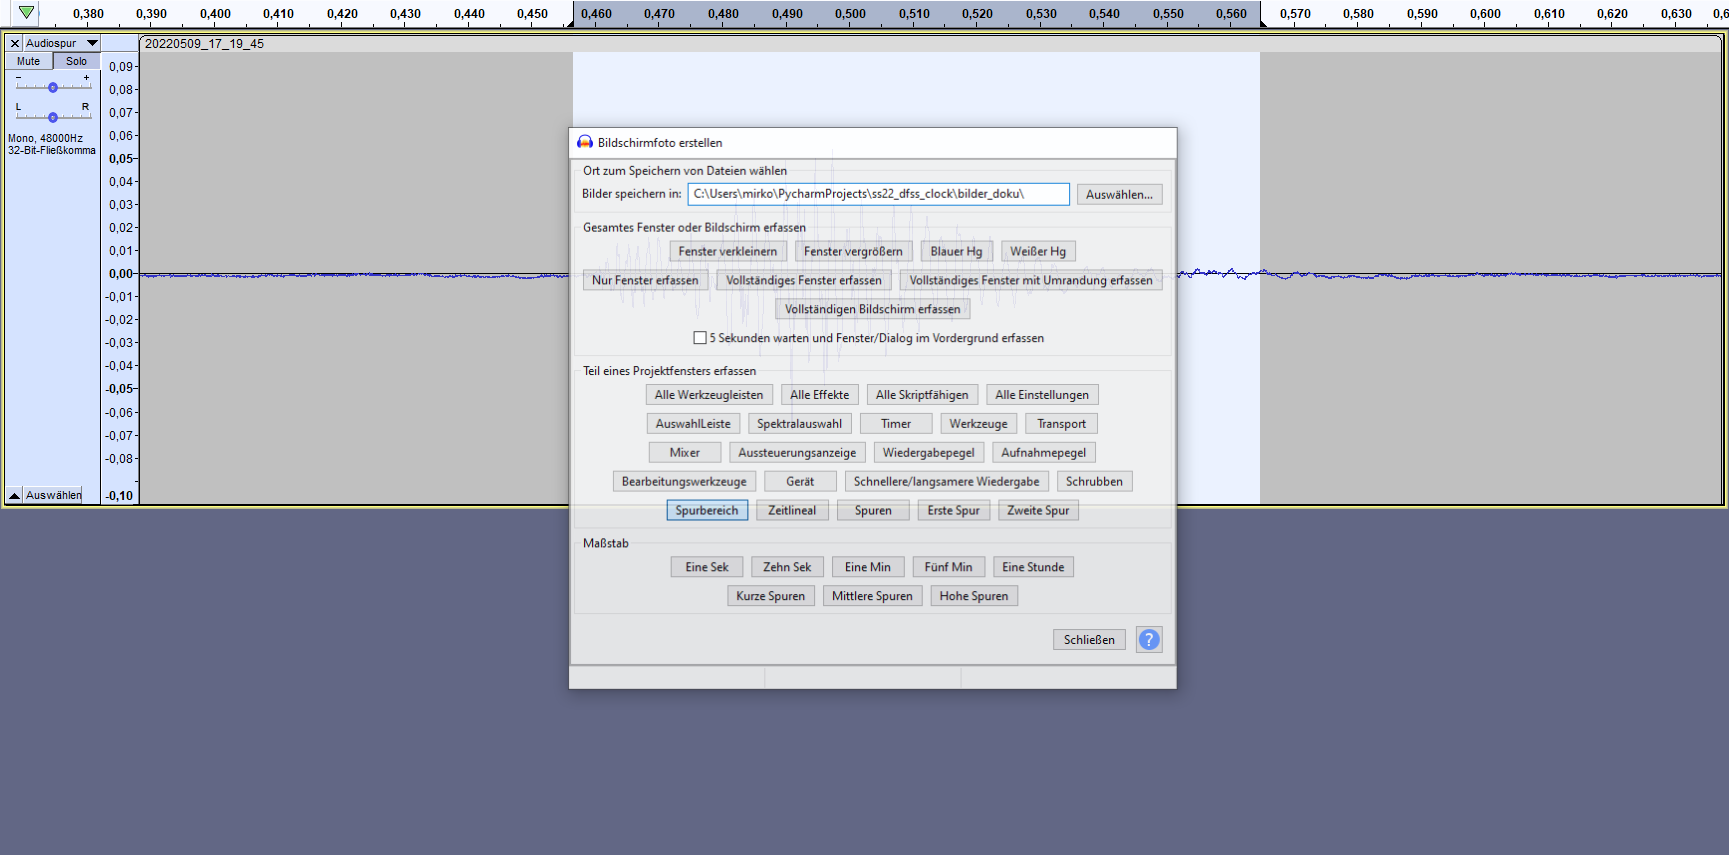 0,380 0,390 0,400 0,410 0,420 0,430 0,440 0,450 0,460 0,470 0,480 0,490 0,500 0,510 0,520 0,530 0,540 0,550 0,560 0,570 0,580 0,590 0,600 0,610 0,620 0,630
Audiospur
20220509_17_19_45
Mute Solo
- +
L R
Mono, 48000Hz
32-Bit-Fließkomma
Auswählen
0,09
0,08
0,07
0,06
0,05
0,04
0,03
0,02
0,01
0,00
-0,01
-0,02
-0,03
-0,04
-0,05
-0,06
-0,07
-0,08
-0,10
Bildschirmfoto erstellen
Ort zum Speichern von Dateien wählen
Bilder speichern in: C:\Users\mirko\PycharmProjects\ss22_dfss_clock\bilder_doku\ Auswählen...
Gesamtes Fenster oder Bildschirm erfassen
Fenster verkleinern Fenster vergrößern Blauer Hg Weißer Hg
Nur Fenster erfassen Vollständiges Fenster erfassen Vollständiges Fenster mit Umrandung erfassen
Vollständigen Bildschirm erfassen
5 Sekunden warten und Fenster/Dialog im Vordergrund erfassen
Teil eines Projektfensters erfassen
Alle Werkzeugleisten Alle Effekte Alle Skriptfähigen Alle Einstellungen
AuswahlLeiste Spektralauswahl Timer Werkzeuge Transport
Mixer Aussteuerungsanzeige Wiedergabepegel Aufnahmepegel
Bearbeitungswerkzeuge Gerät Schnellere/langsamere Wiedergabe Schrubben
Spurbereich Zeitlineal Spuren Erste Spur Zweite Spur
Maßstab
Eine Sek Zehn Sek Eine Min Fünf Min Eine Stunde
Kurze Spuren Mittlere Spuren Hohe Spuren
Schließen ?